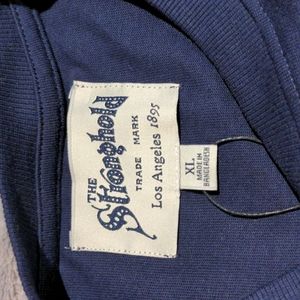 THE
Stronghold
TRADE MARK
Los Angeles 1895
XL
MADE IN
BANGLADESH